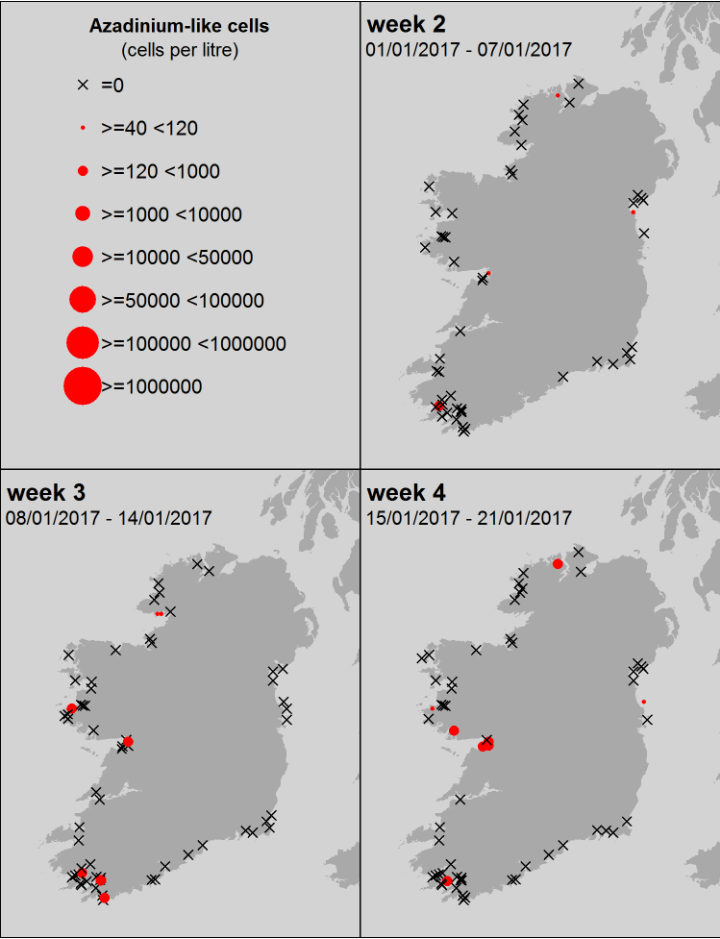 Azadinium-like cells
(cells per litre)
=0
>=40 <120
>=120 <1000
>=1000 <10000
>=10000 <50000
>=50000 <100000
>=100000 <1000000
>=1000000
week 2
01/01/2017 - 07/01/2017
week 3
08/01/2017 - 14/01/2017
week 4
15/01/2017 - 21/01/2017